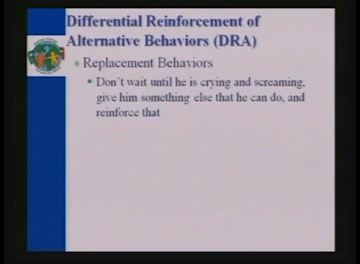 Differential Reinforcement of
Alternative Behaviors (DRA)
Replacement Behaviors
Don't wait until he is crying and screaming,
give him something else that he can do, and
reinforce that